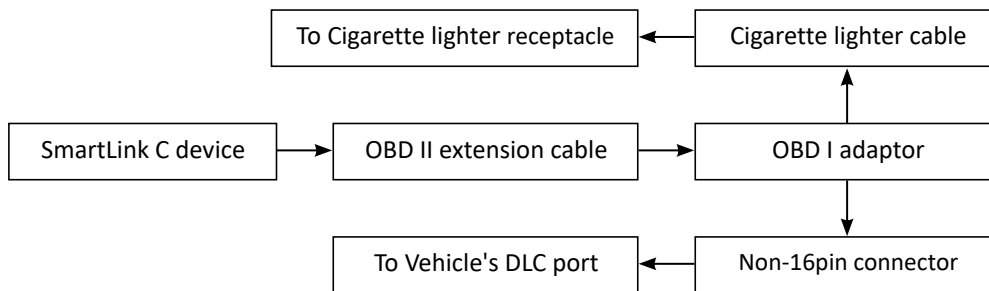 To Cigarette lighter receptacle
Cigarette lighter cable
SmartLink C device
OBD II extension cable
OBD I adaptor
To Vehicle's DLC port
Non-16pin connector